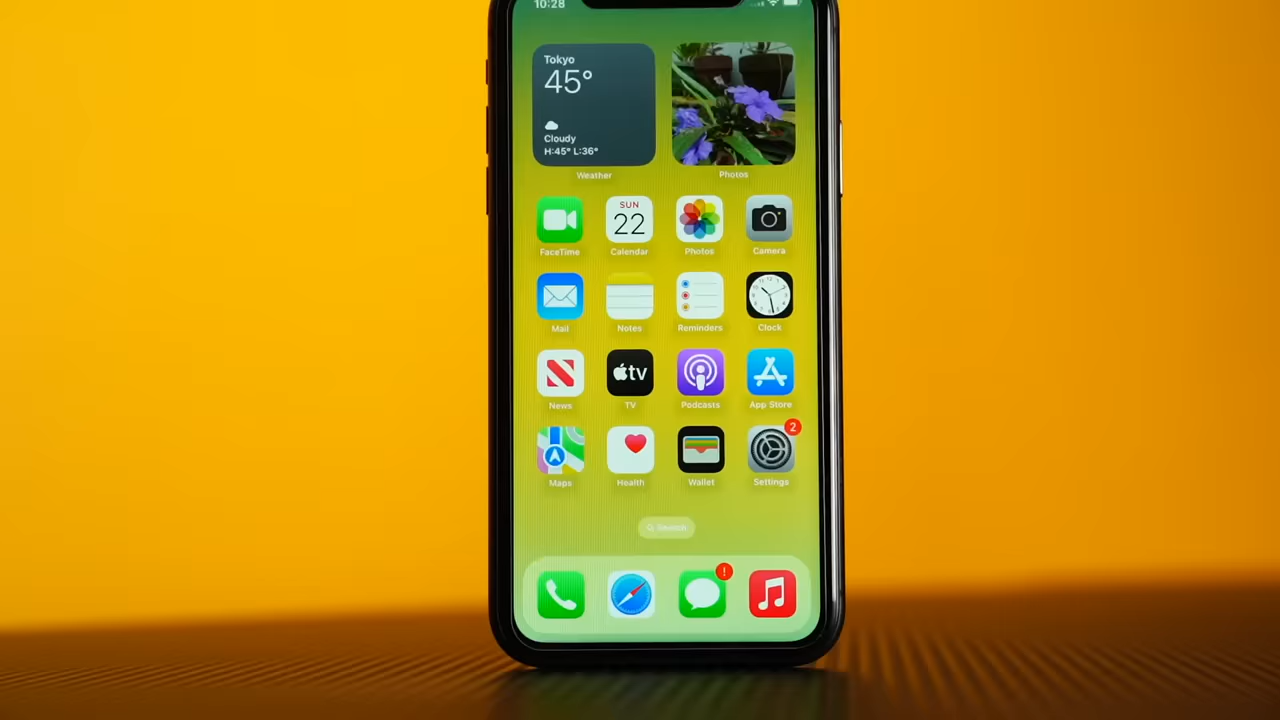 10:28
Tokyo
45°
Cloudy
H:45° L:36°
Weather
Photos
SUN
22
FaceTime
Calendar
Photos
Camera
Mail
Notes
Reminders
Clock
tv
News
TV
Podcasts
App Store
2
Maps
Health
Wallet
Settings
Search
!